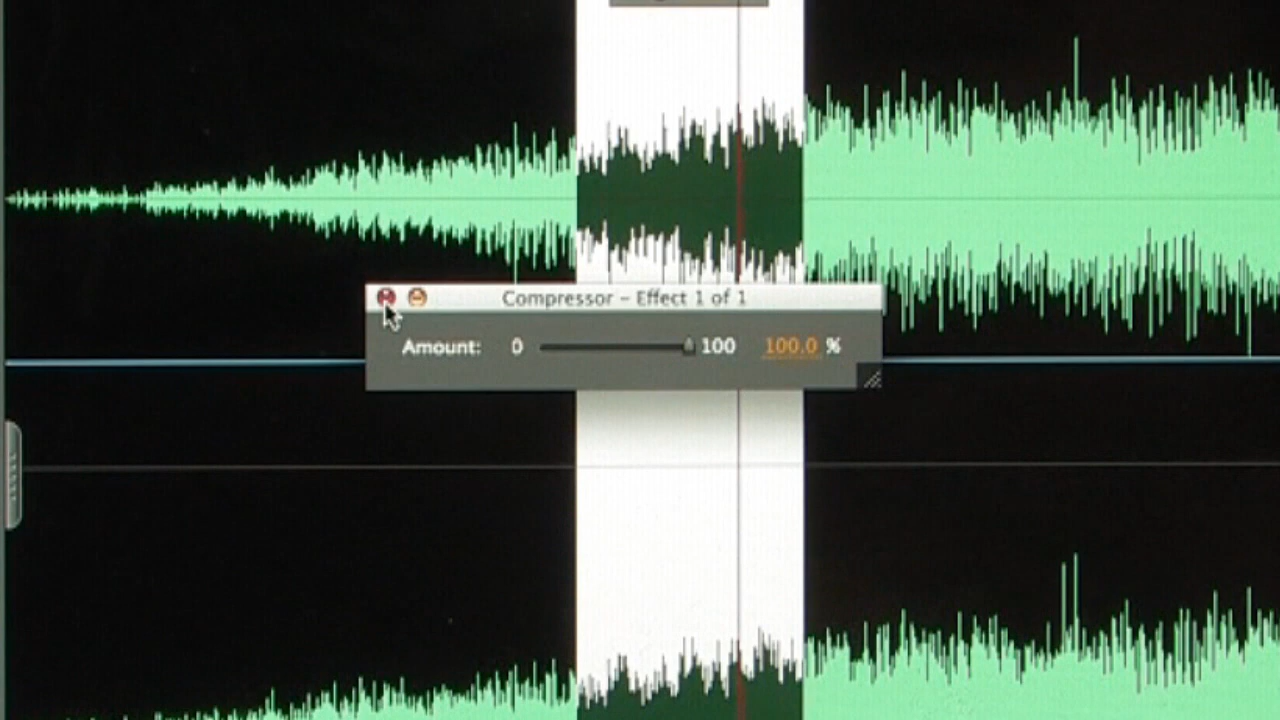 Compressor – Effect 1 of 1
Amount: 0 100 100.0 %